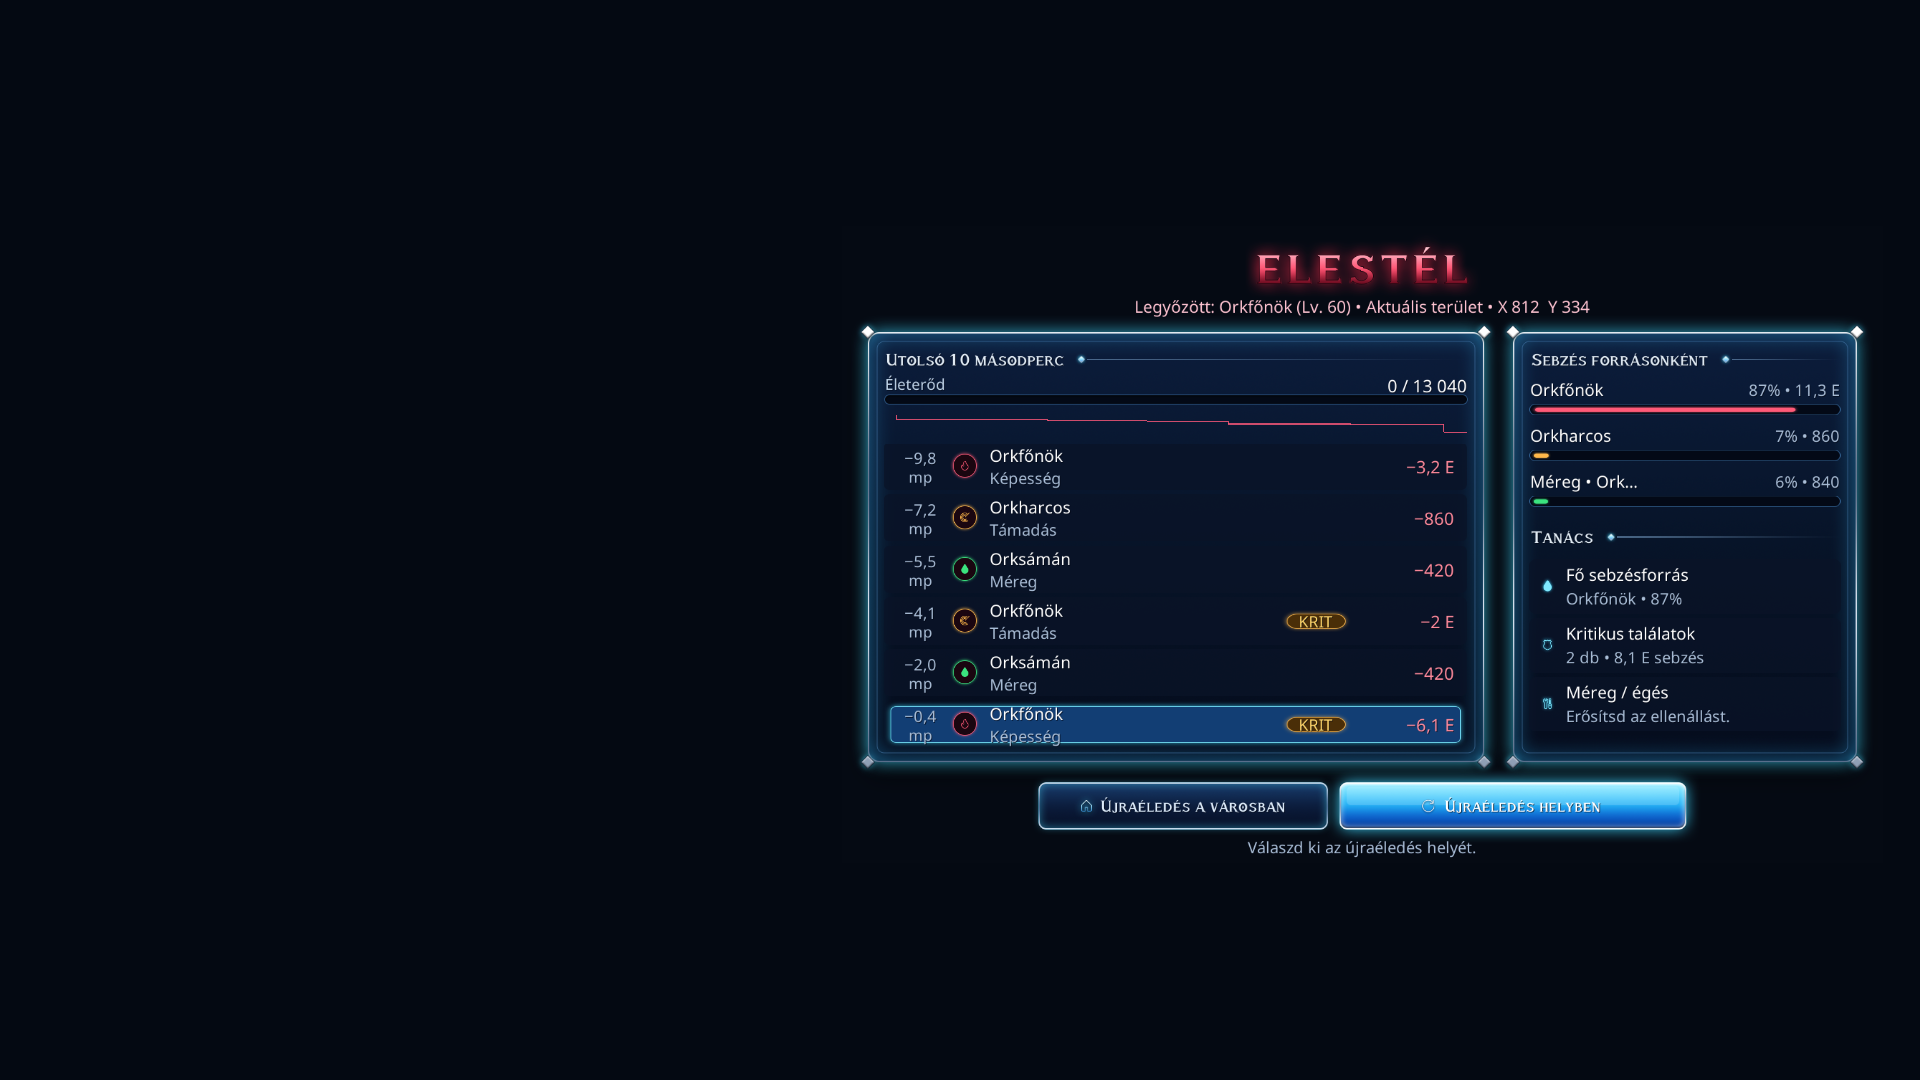 ELESTÉL
Legyőzött: Orkfőnök (Lv. 60) • Aktuális terület • X 812 Y 334
Utolsó 10 másodperc
Életerőd
0 / 13 040
−9,8 mp
Orkfőnök
Képesség
−3,2 E
−7,2 mp
Orkharcos
Támadás
−860
−5,5 mp
Orksámán
Méreg
−420
−4,1 mp
Orkfőnök
Támadás
KRIT
−2 E
−2,0 mp
Orksámán
Méreg
−420
−0,4 mp
Orkfőnök
Képesség
KRIT
−6,1 E
Sebzés forrásonként
Orkfőnök
87% • 11,3 E
Orkharcos
7% • 860
Méreg • Ork...
6% • 840
Tanács
Fő sebzésforrás
Orkfőnök • 87%
Kritikus találatok
2 db • 8,1 E sebzés
Méreg / égés
Erősítsd az ellenállást.
Újraéledés a városban
Újraéledés helyben
Válaszd ki az újraéledés helyét.